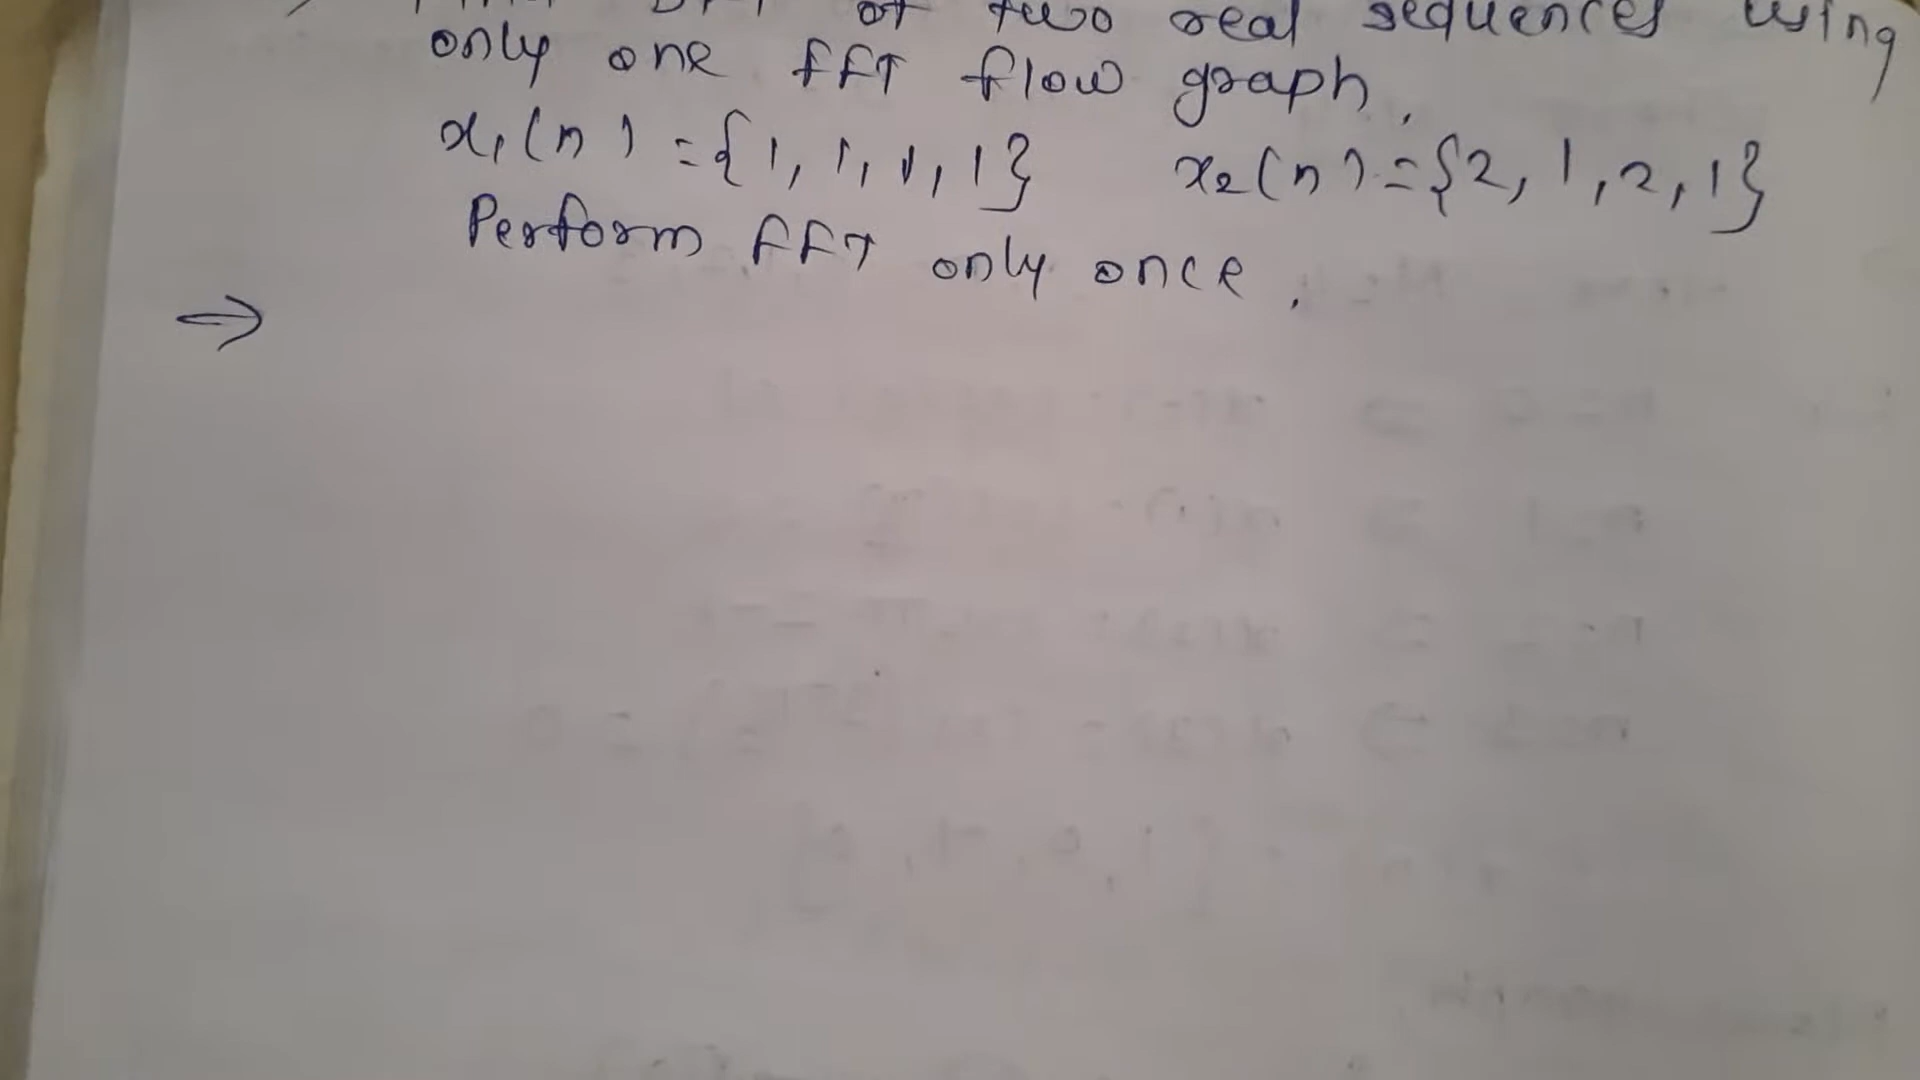 of two real sequences using
only one FFT flow graph.
x₁(n) = {1, 1, 1, 1} x₂(n) = {2, 1, 2, 1}
Perform FFT only once.
⇒